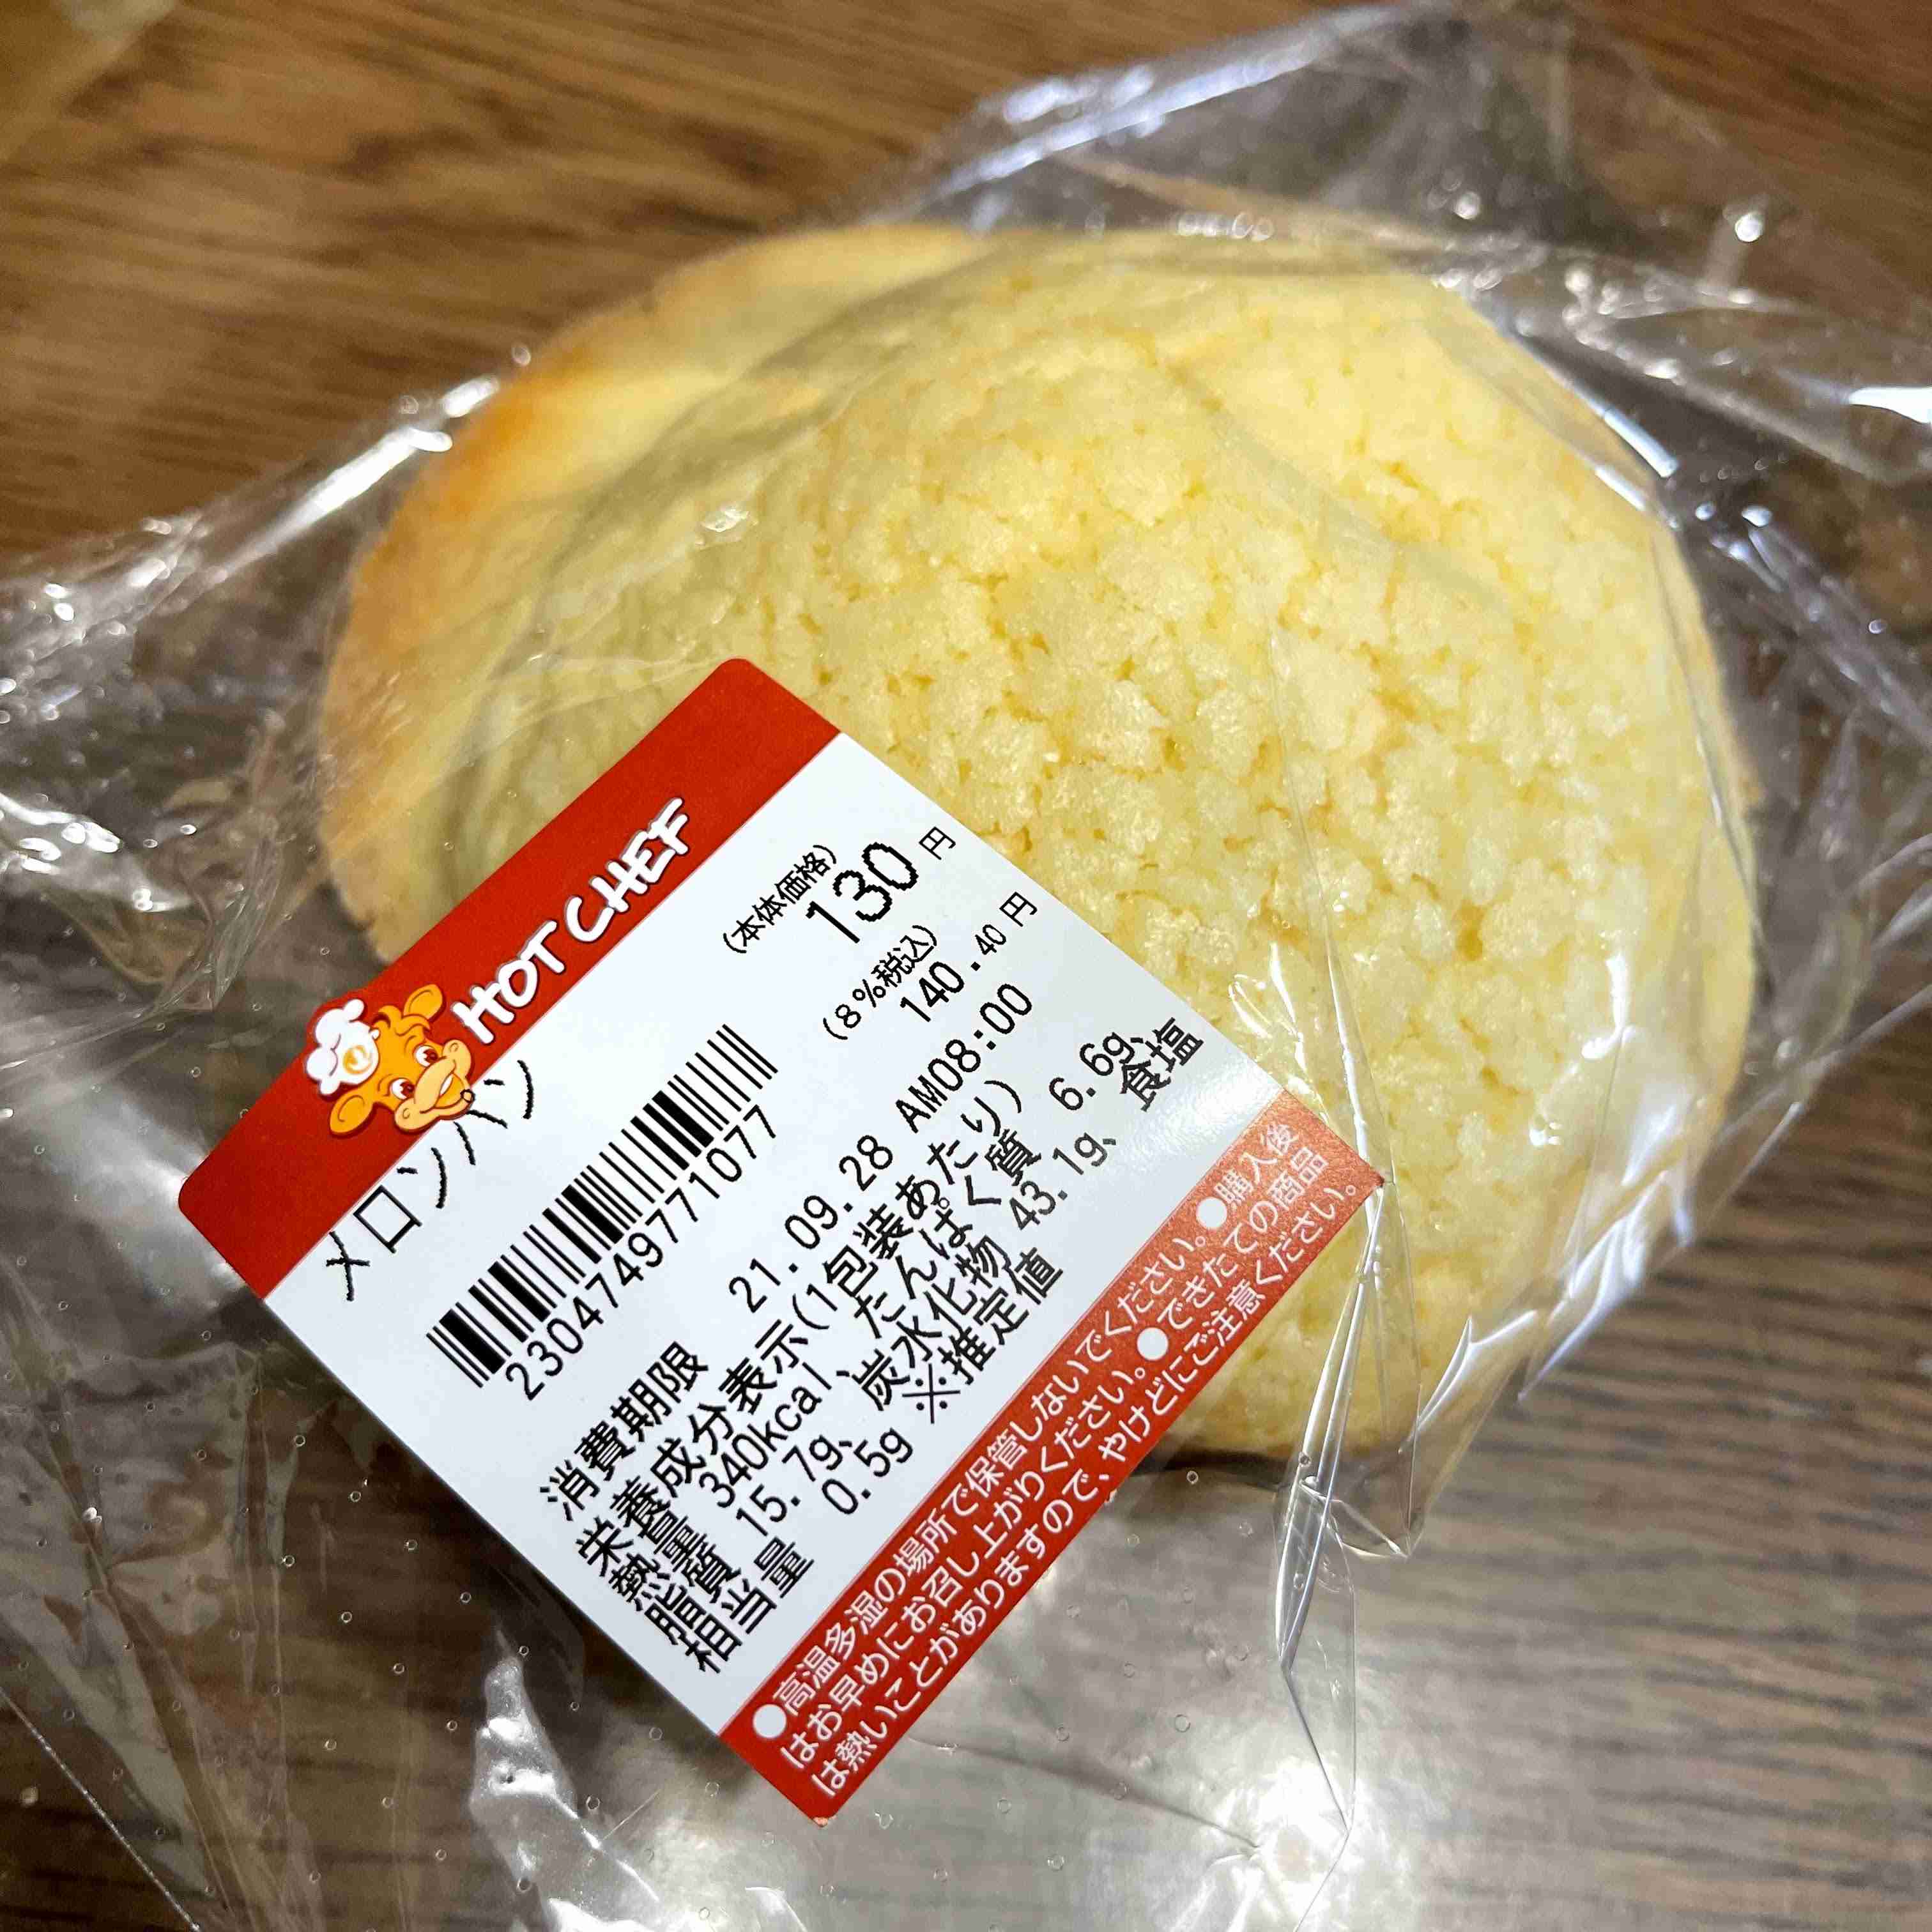 HOT CHEF
メロンパン
(本体価格)
130円
(8%税込)
140.40円
2304749771077
消費期限 21.09.28 AM08:00
栄養成分表示(1包装あたり)
熱量 340kcal、たんぱく質 6.6g、
脂質 15.7g、炭水化物 43.1g、食塩
相当量 0.5g ※推定値
●高温多湿の場所で保管しないでください。●購入後
はお早めにお召し上がりください。●できたての商品
は熱いことがありますので、やけどにご注意ください。